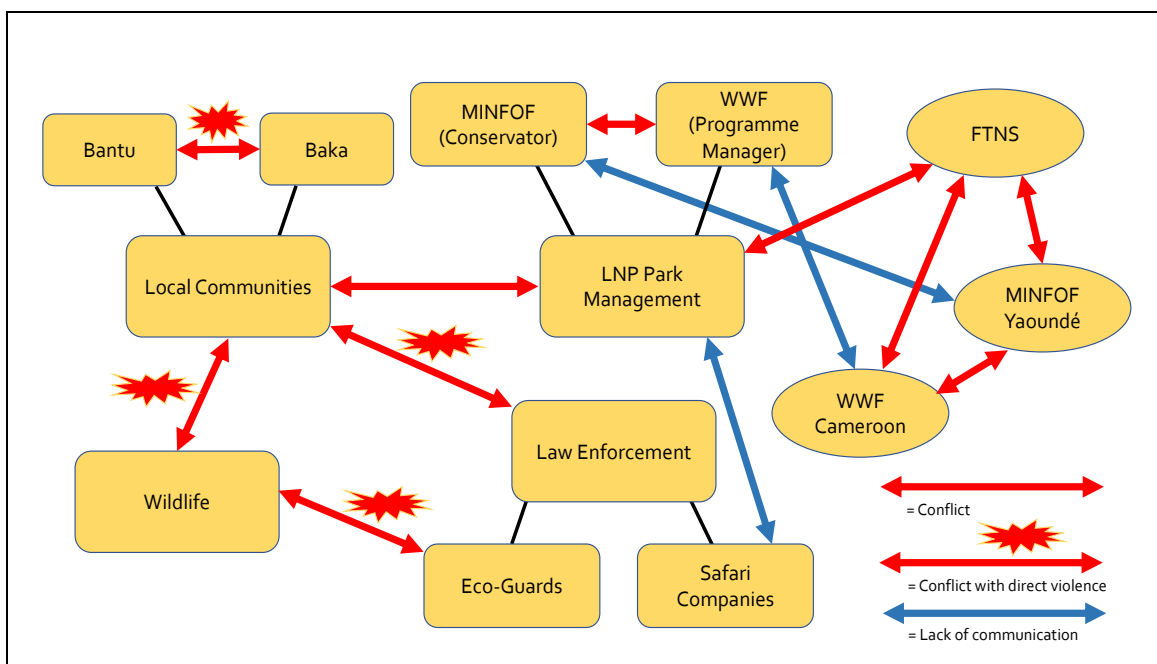 MINFOF
(Conservator)
WWF
(Programme
Manager)
FTNS
Bantu
Baka
Local Communities
LNP Park
Management
MINFOF
Yaoundé
WWF
Cameroon
Law Enforcement
Wildlife
Eco-Guards
Safari
Companies
= Conflict
= Conflict with direct violence
= Lack of communication